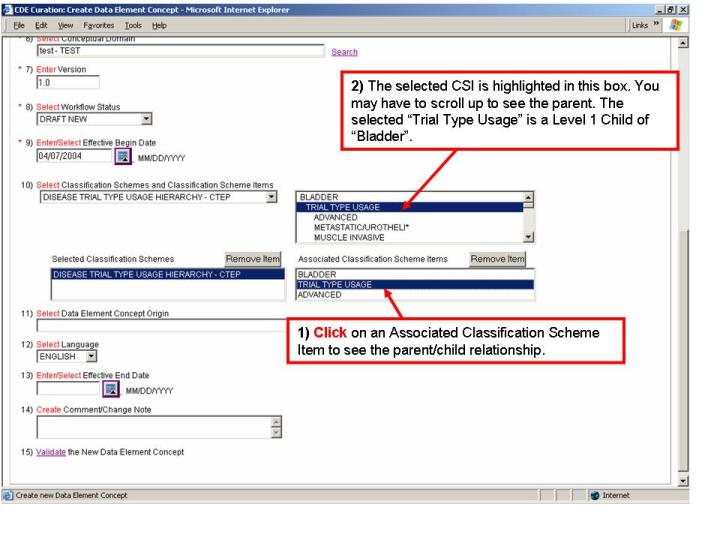 CDE Curation: Create Data Element Concept - Microsoft Internet Explorer
File Edit View Favorites Tools Help Links »
* 6) Select Conceptual Domain
test - TEST Search
* 7) Enter Version
1.0
* 8) Select Workflow Status
DRAFT NEW
* 9) Enter/Select Effective Begin Date
04/07/2004 MM/DD/YYYY
2) The selected CSI is highlighted in this box. You
may have to scroll up to see the parent. The
selected “Trial Type Usage” is a Level 1 Child of
“Bladder”.
10) Select Classification Schemes and Classification Scheme Items
DISEASE TRIAL TYPE USAGE HIERARCHY - CTEP
BLADDER
TRIAL TYPE USAGE
ADVANCED
METASTATIC/UROTHELI*
MUSCLE INVASIVE
Selected Classification Schemes Remove Item
DISEASE TRIAL TYPE USAGE HIERARCHY - CTEP
Associated Classification Scheme Items Remove Item
BLADDER
TRIAL TYPE USAGE
ADVANCED
11) Select Data Element Concept Origin
1) Click on an Associated Classification Scheme
Item to see the parent/child relationship.
12) Select Language
ENGLISH
13) Enter/Select Effective End Date
MM/DD/YYYY
14) Create Comment/Change Note
15) Validate the New Data Element Concept
Create new Data Element Concept Internet